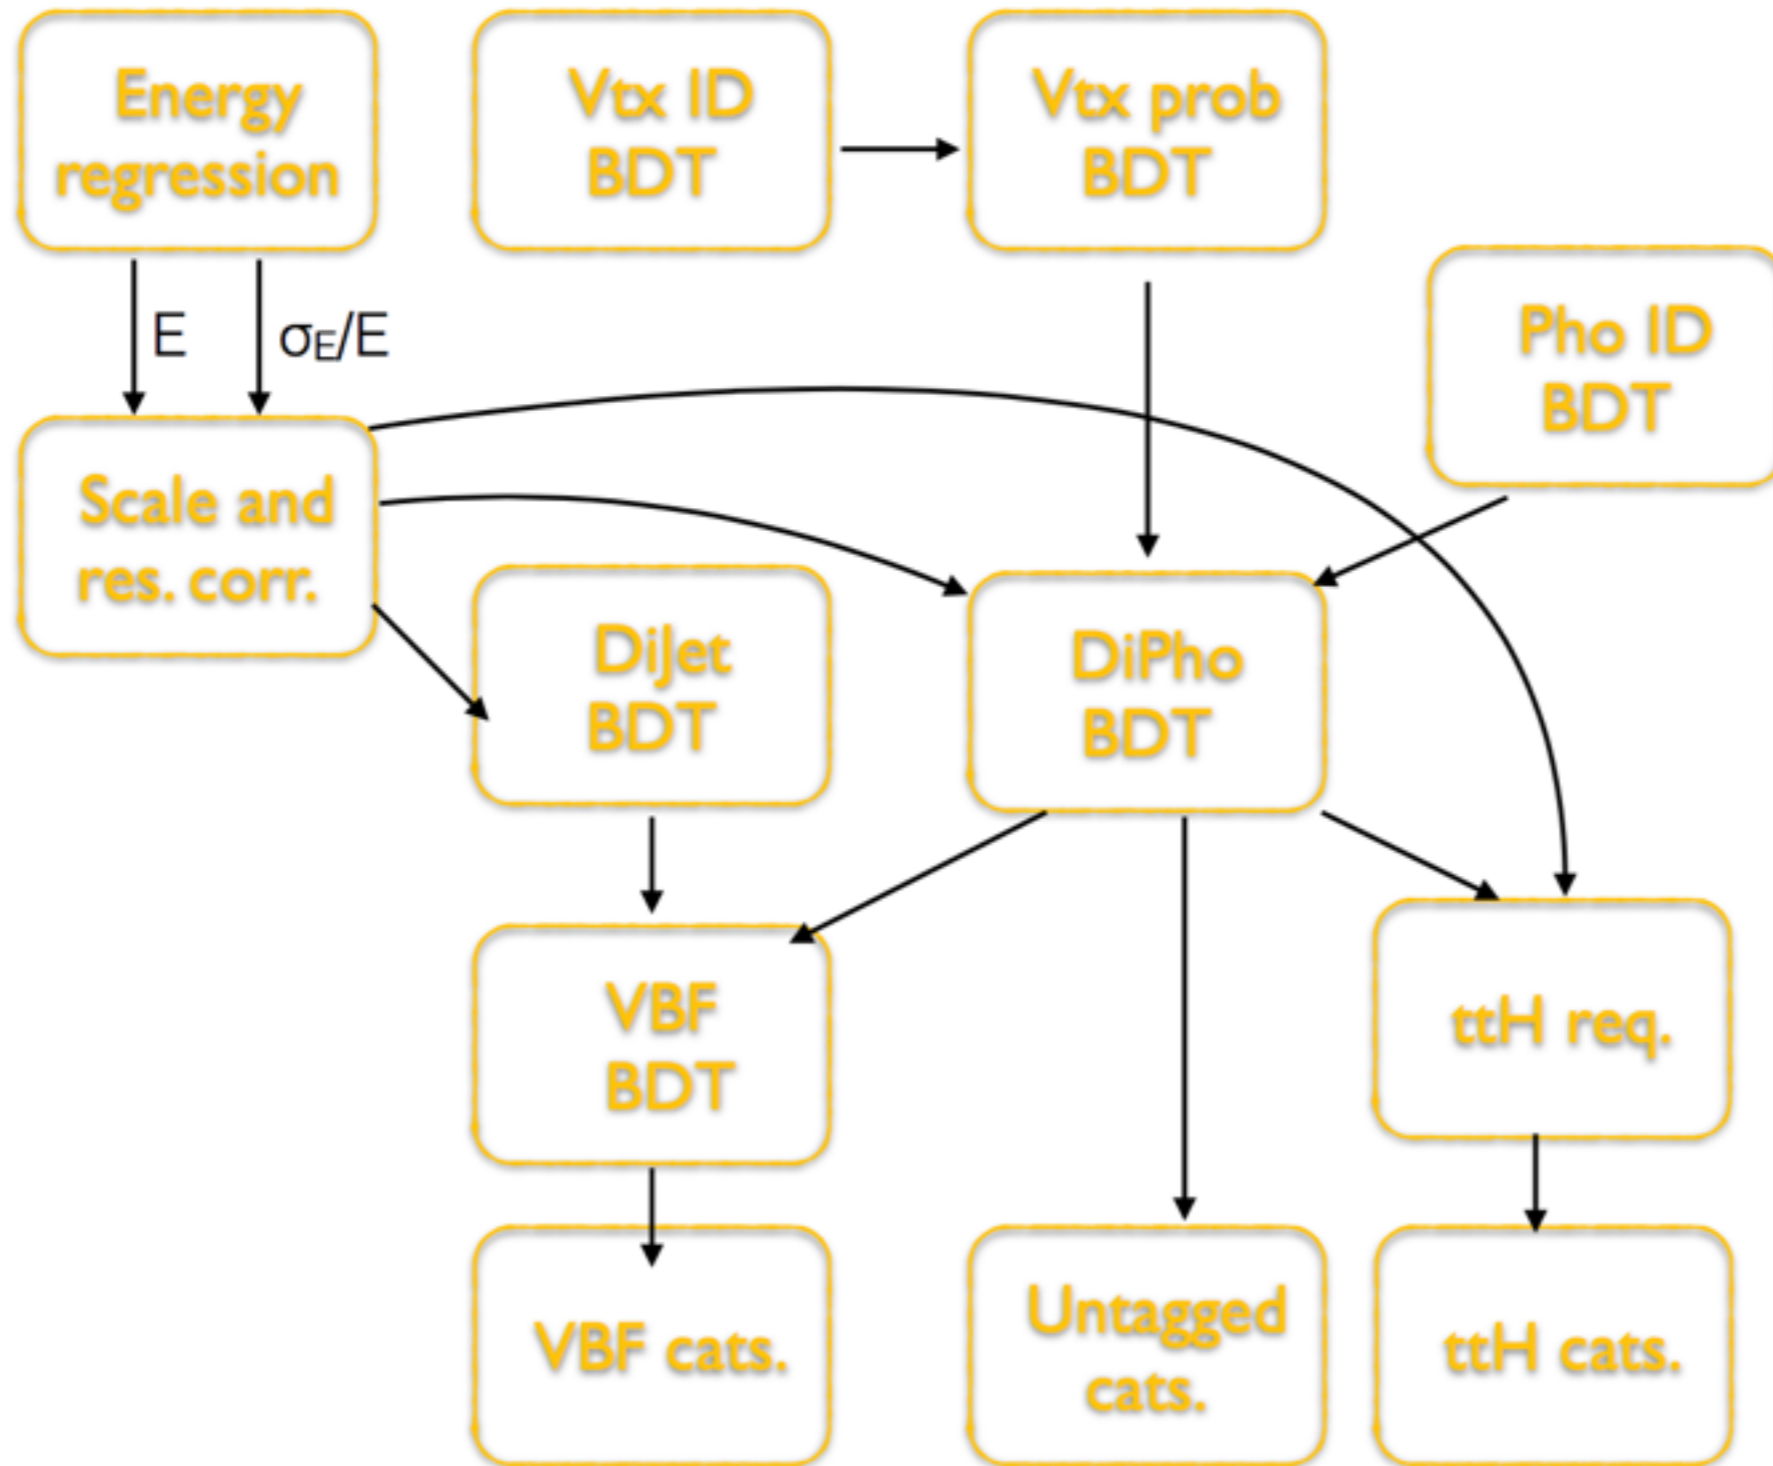 Energy
regression
Vtx ID
BDT
Vtx prob
BDT
Pho ID
BDT
E
σE/E
Scale and
res. corr.
DiJet
BDT
DiPho
BDT
VBF
BDT
ttH req.
VBF cats.
Untagged
cats.
ttH cats.